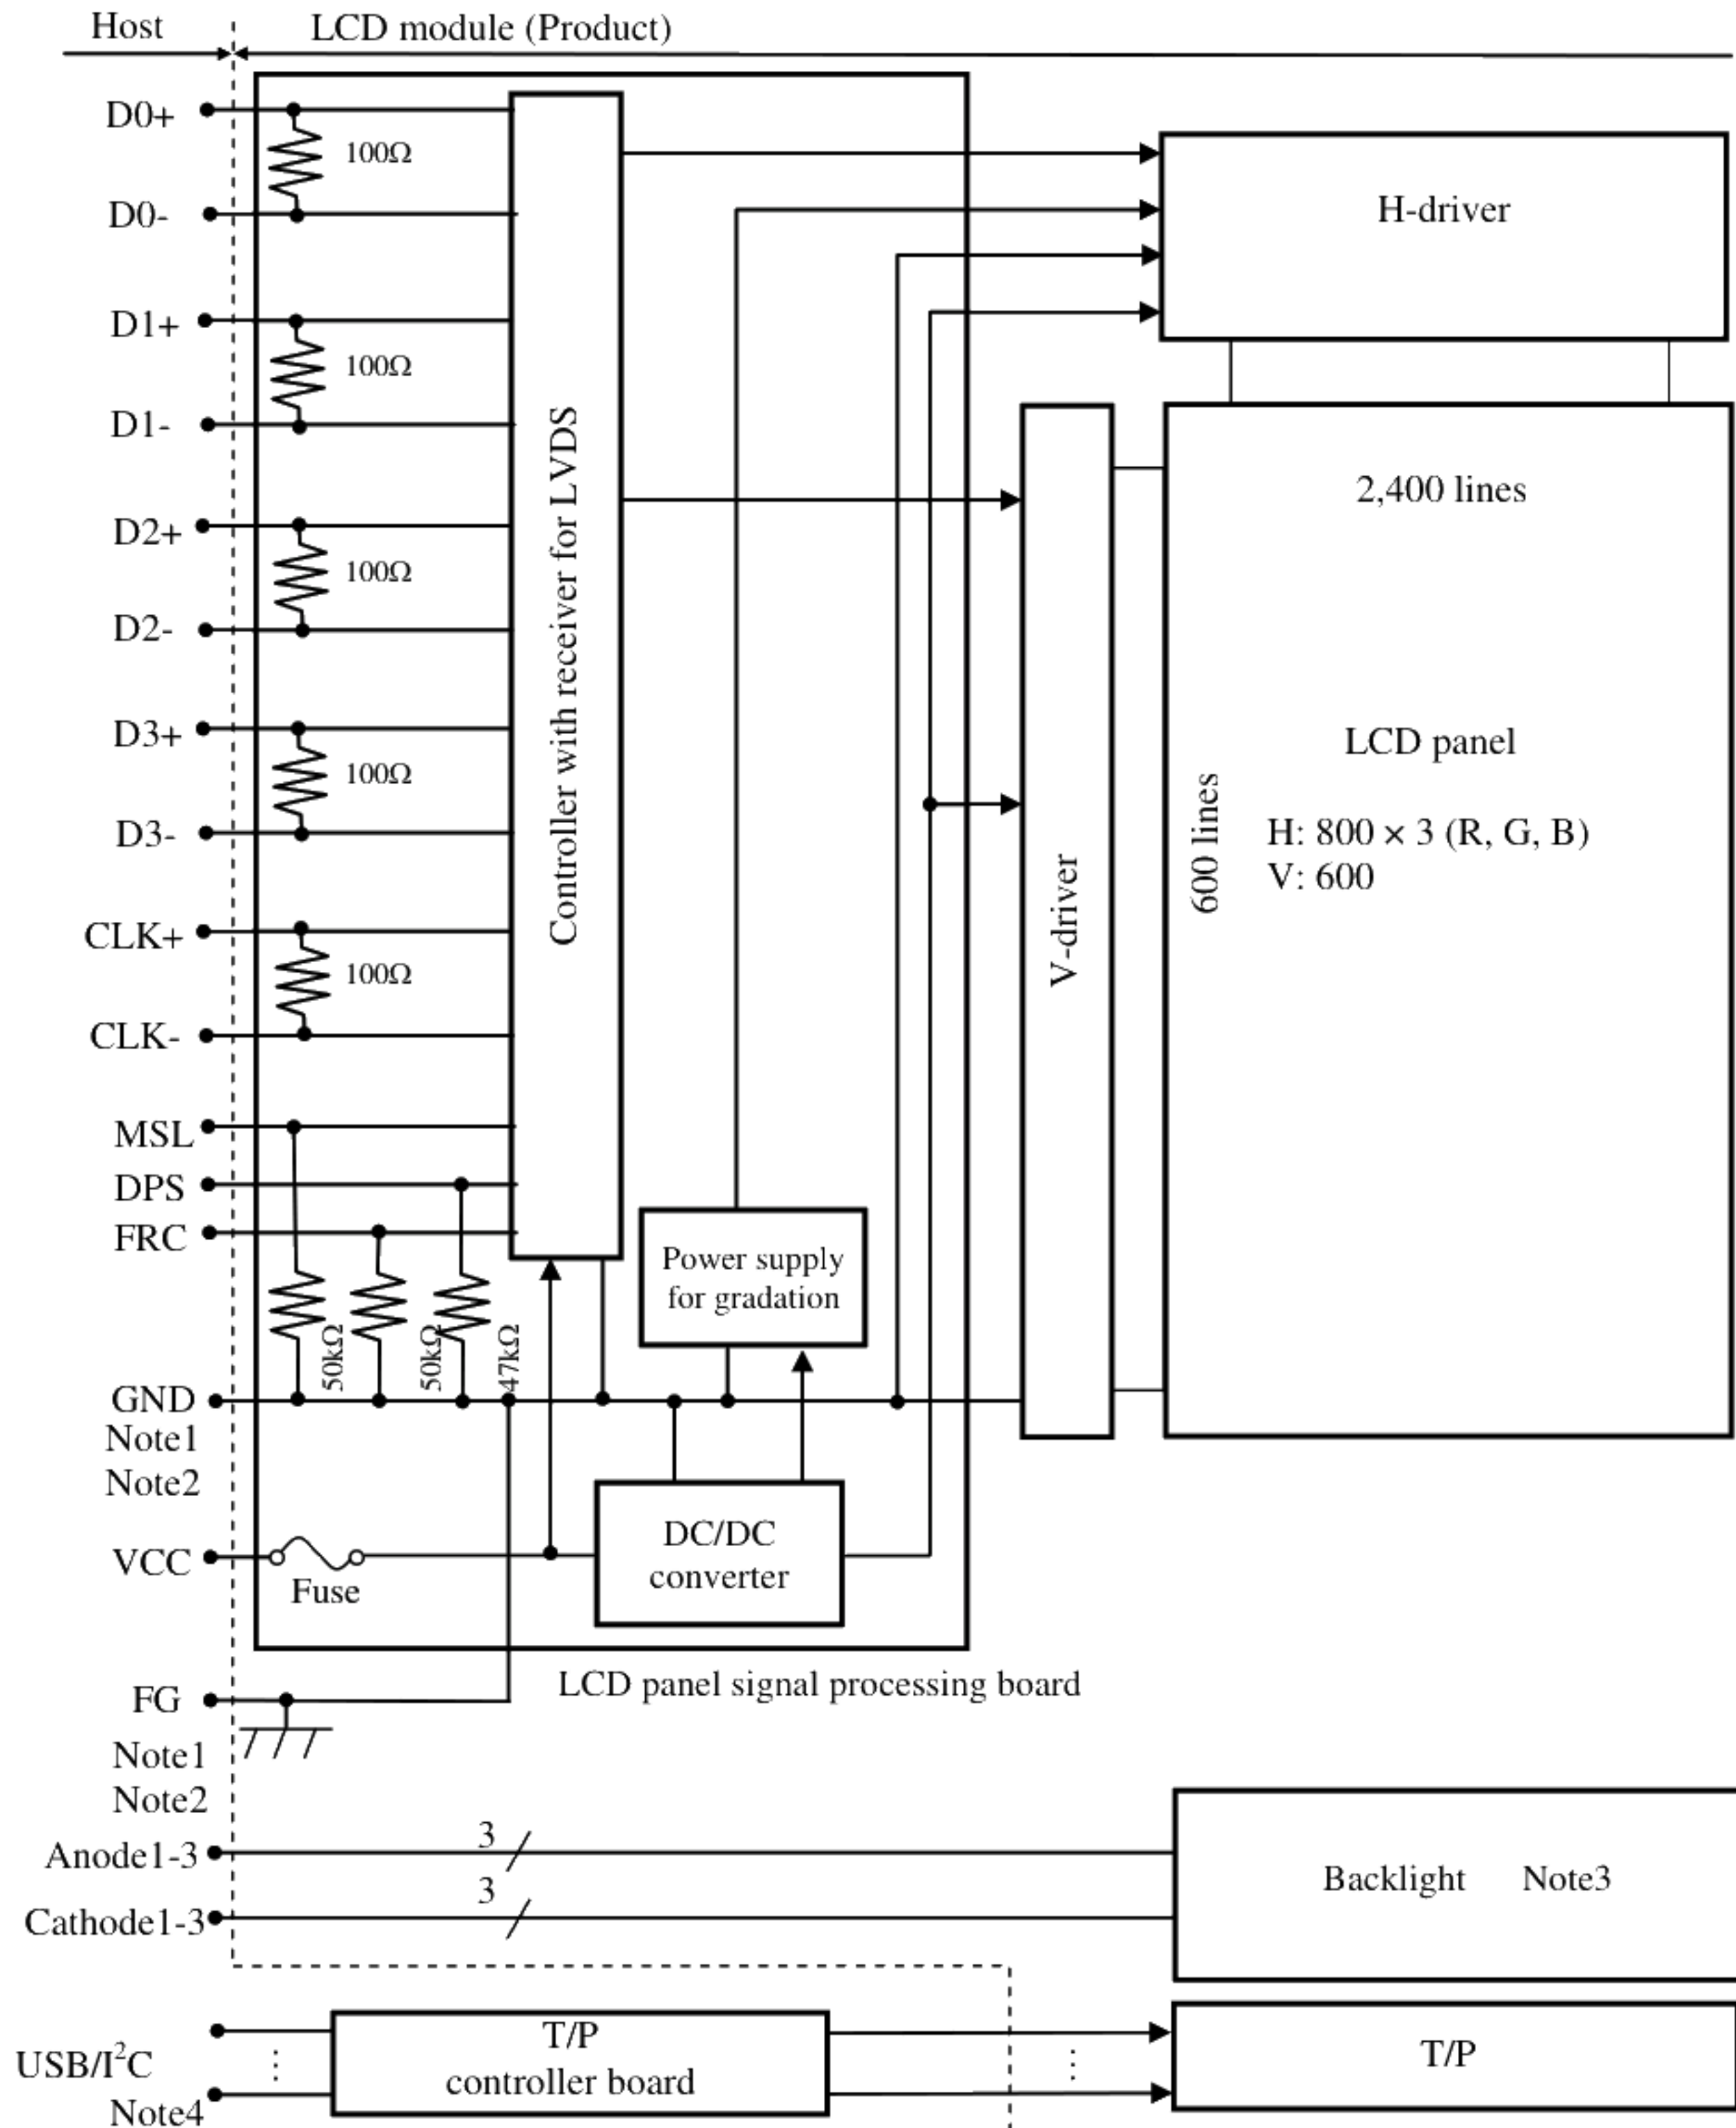 Host
LCD module (Product)
D0+
100Ω
D0-
H-driver
D1+
100Ω
D1-
D2+
100Ω
D2-
D3+
100Ω
D3-
CLK+
100Ω
CLK-
MSL
DPS
FRC
50kΩ
50kΩ
47kΩ
Controller with receiver for LVDS
V-driver
2,400 lines
600 lines
LCD panel
H: 800 × 3 (R, G, B)
V: 600
Power supply
for gradation
GND
Note1
Note2
VCC
Fuse
DC/DC
converter
LCD panel signal processing board
FG
Note1
Note2
Anode1-3
3
Cathode1-3
3
Backlight Note3
USB/I²C
Note4
T/P
controller board
T/P